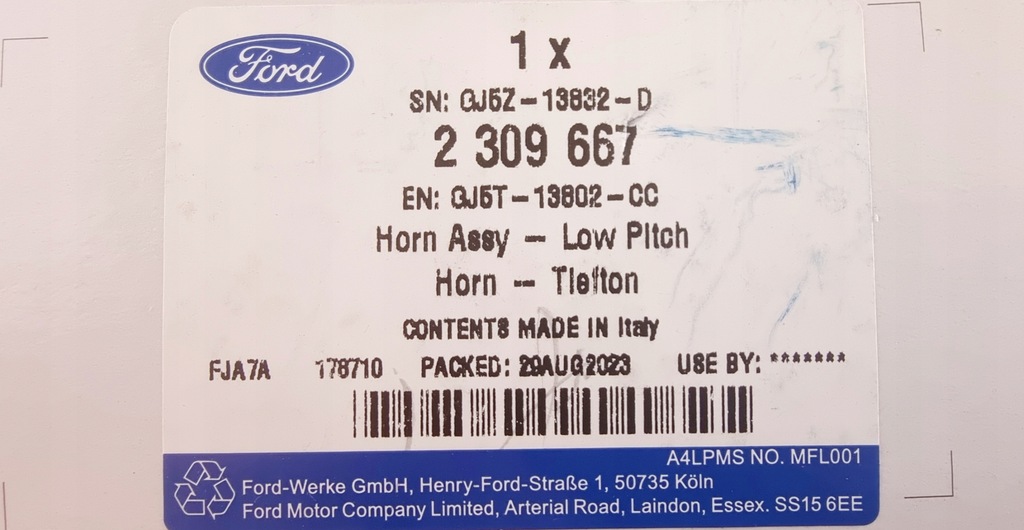 Ford
1 x
SN: GJ5Z-13832-D
2 309 667
EN: GJ5T-13802-CC
Horn Assy - Low Pitch
Horn -- Tiefton
CONTENTS MADE IN Italy
FJA7A 178710 PACKED: 29AUG2023 USE BY: *******
A4LPMS NO. MFL001
Ford-Werke GmbH, Henry-Ford-Straße 1, 50735 Köln
Ford Motor Company Limited, Arterial Road, Laindon, Essex. SS15 6EE